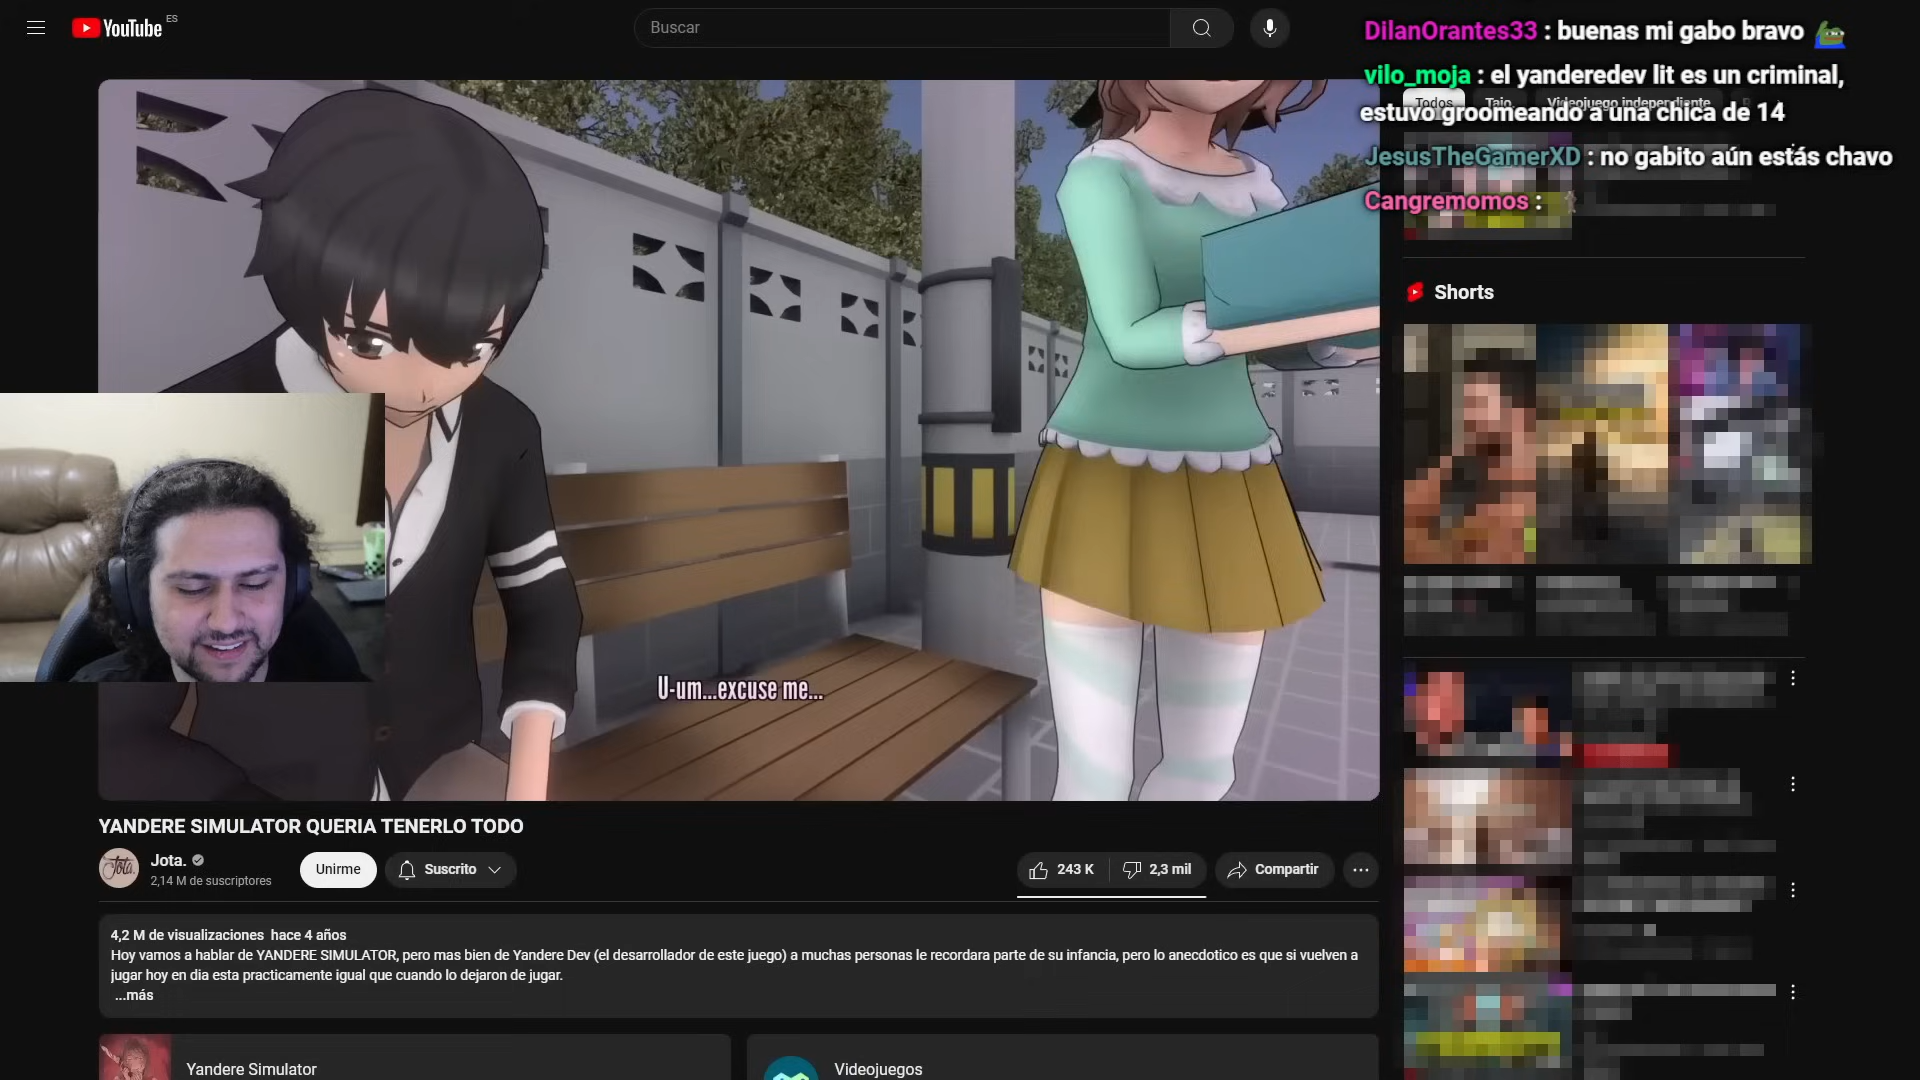 YouTube ES
Buscar
DilanOrantes33 : buenas mi gabo bravo
vilo_moja : el yanderedev lit es un criminal,
estuvo groomeando a una chica de 14
JesusTheGamerXD : no gabito aún estás chavo
Cangremomos :
Todos Tajo Videojuego independiente
Shorts
U-um...excuse me...
YANDERE SIMULATOR QUERIA TENERLO TODO
Jota.
2,14 M de suscriptores
Unirme
Suscrito
243 K
2,3 mil
Compartir
4,2 M de visualizaciones hace 4 años
Hoy vamos a hablar de YANDERE SIMULATOR, pero mas bien de Yandere Dev (el desarrollador de este juego) a muchas personas le recordara parte de su infancia, pero lo anecdotico es que si vuelven a
jugar hoy en dia esta practicamente igual que cuando lo dejaron de jugar.
...más
Jota.
Yandere Simulator
Videojuegos